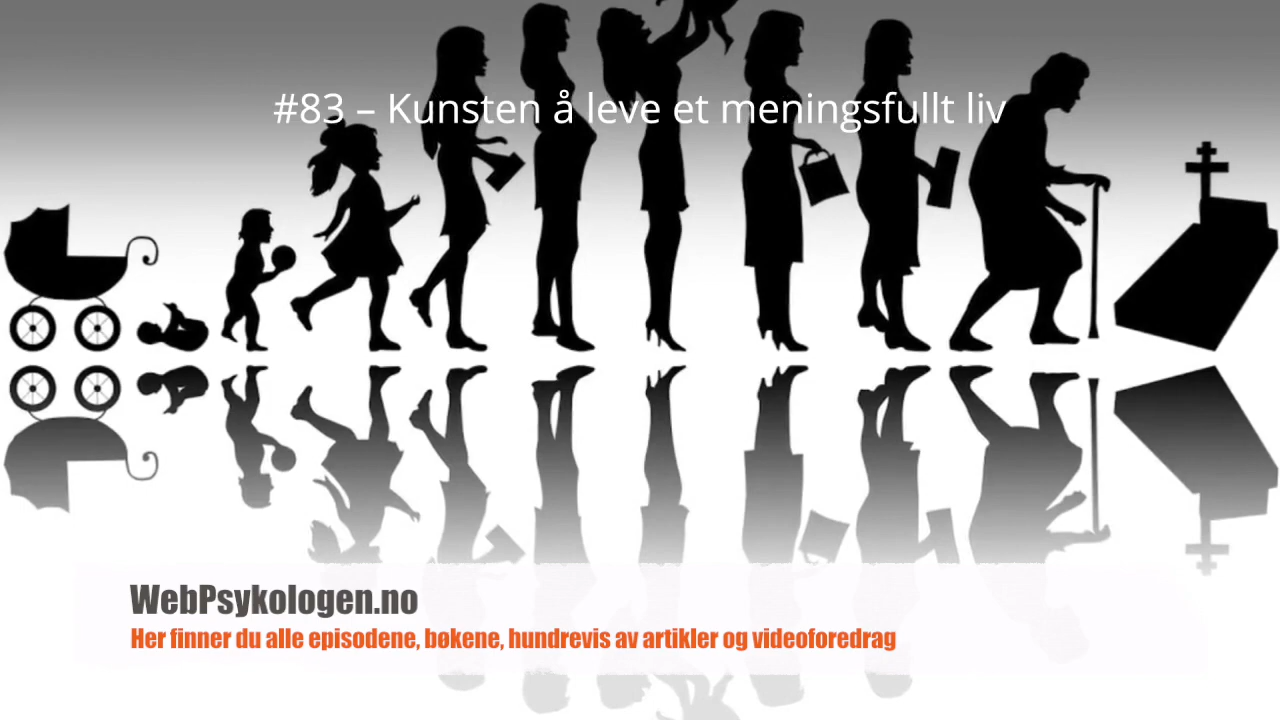 #83 – Kunsten å leve et meningsfullt liv
WebPsykologen.no
Her finner du alle episodene, bøkene, hundrevis av artikler og videoforedrag